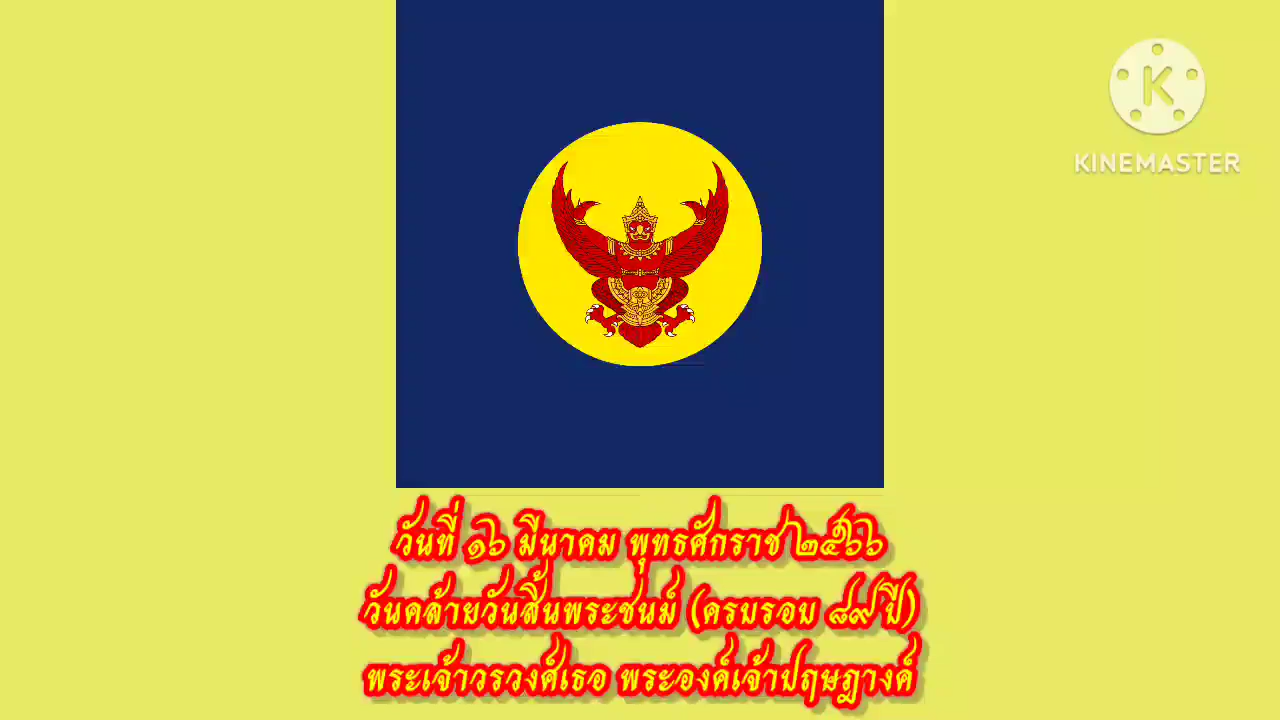 KINEMASTER
วันที่ ๑๖ มีนาคม พุทธศักราช ๒๕๖๖
วันคล้ายวันสิ้นพระชนม์ (ครบรอบ ๘๙ ปี)
พระเจ้าวรวงศ์เธอ พระองค์เจ้าปฤษฎางค์